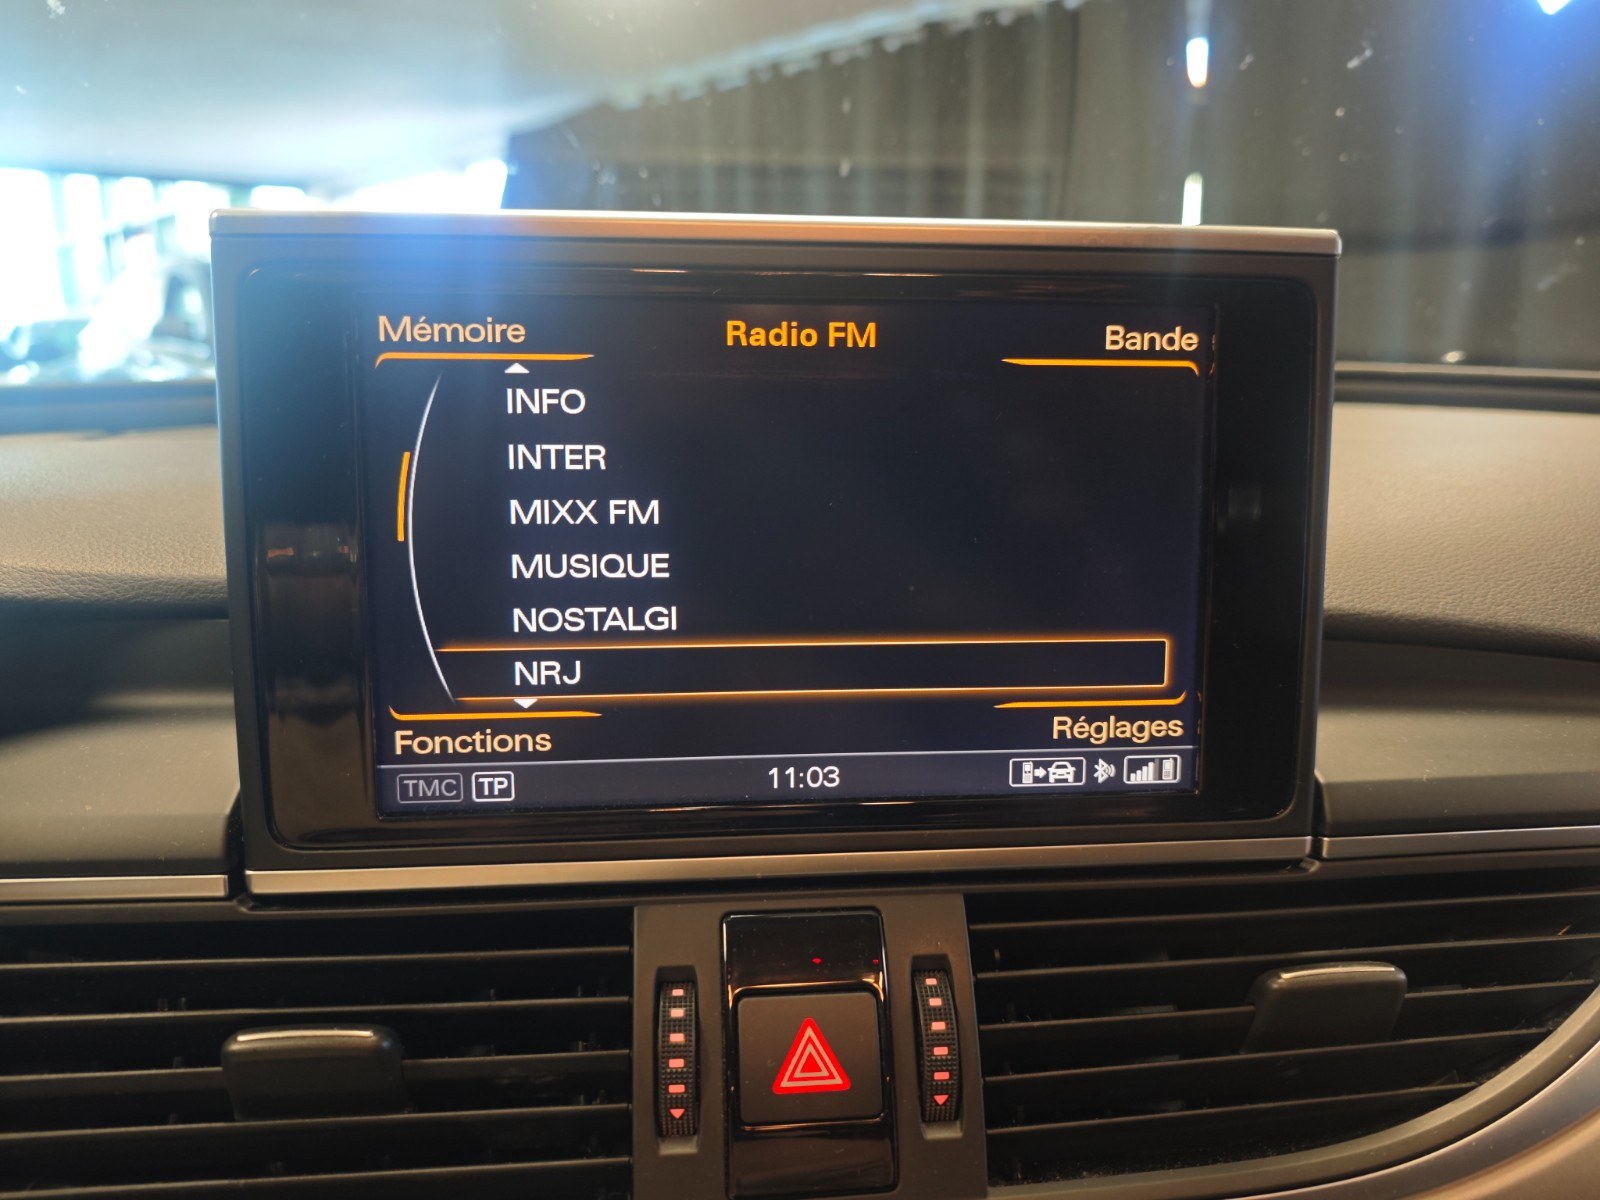 Mémoire
Radio FM
Bande
INFO
INTER
MIXX FM
MUSIQUE
NOSTALGI
NRJ
Fonctions
Réglages
TMC TP
11:03